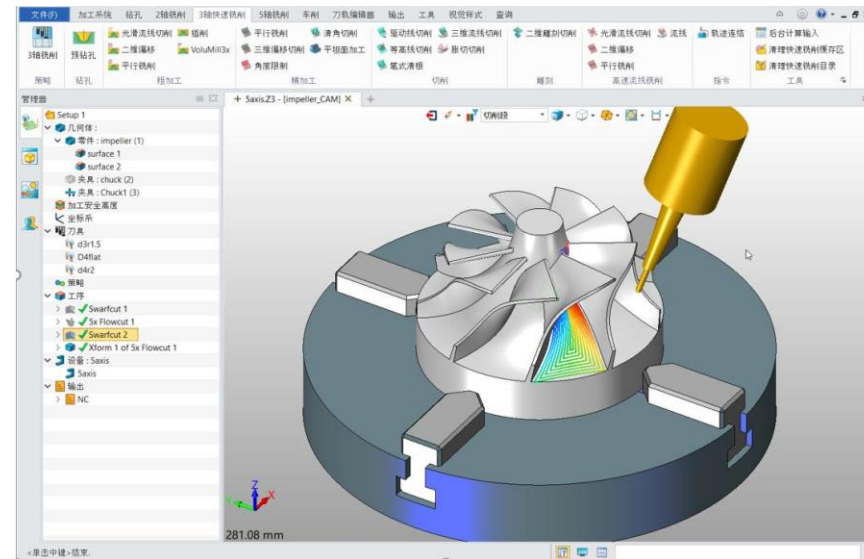 文件(F) 加工系统 钻孔 2轴铣削 3轴快速铣削 5轴铣削 车削 刀轨编辑器 输出 工具 视觉样式 查询
3轴铣削 预钻孔
光滑流线切削 插削 平行铣削 清角切削 驱动线切削 三维流线切削 二维雕刻切削 光滑流线切削 流线 轨迹连结 后台计算输入
二维偏移 VoluMill3x 三维偏移切削 平坦面加工 等高线切削 二维偏移 清理快速铣削缓存区
平行铣削 角度限制 笔式清根 平行铣削 清理快速铣削目录
策略 钻孔 粗加工 精加工 切削 雕刻 高速流线铣削 指令 工具
管理器
5axis.Z3 - [impeller_CAM]
切削段
Setup 1
几何体 :
零件 : impeller (1)
surface 1
surface 2
夹具 : chuck (2)
夹具 : Chuck1 (3)
加工安全高度
坐标系
刀具
d3r1.5
D4flat
d4r2
策略
工序
Swarfcut 1
5x Flowcut 1
Swarfcut 2
Xform 1 of 5x Flowcut 1
设备 : 5axis
5axis
输出
NC
Z
Y
X
281.08 mm
<单击中键>结束.